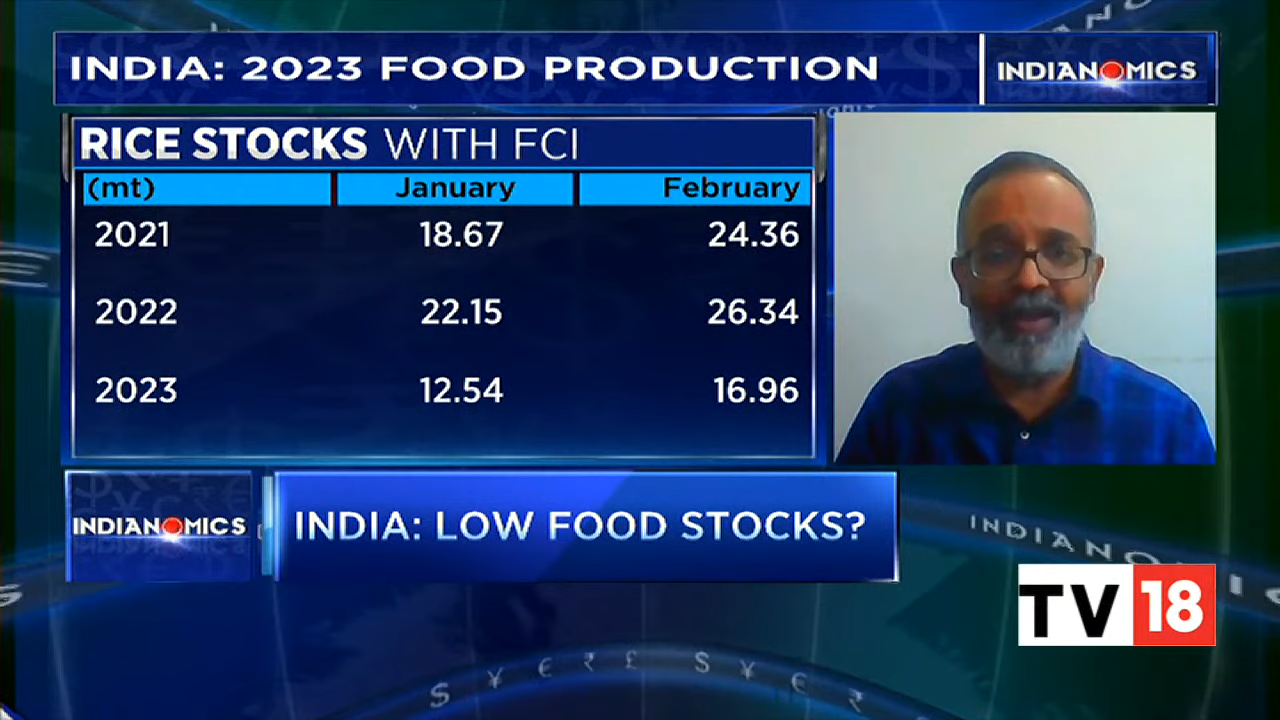 INDIA: 2023 FOOD PRODUCTION
INDIANOMICS
RICE STOCKS WITH FCI
(mt) January February
2021 18.67 24.36
2022 22.15 26.34
2023 12.54 16.96
INDIANOMICS
INDIA: LOW FOOD STOCKS?
INDIANOMICS
TV18